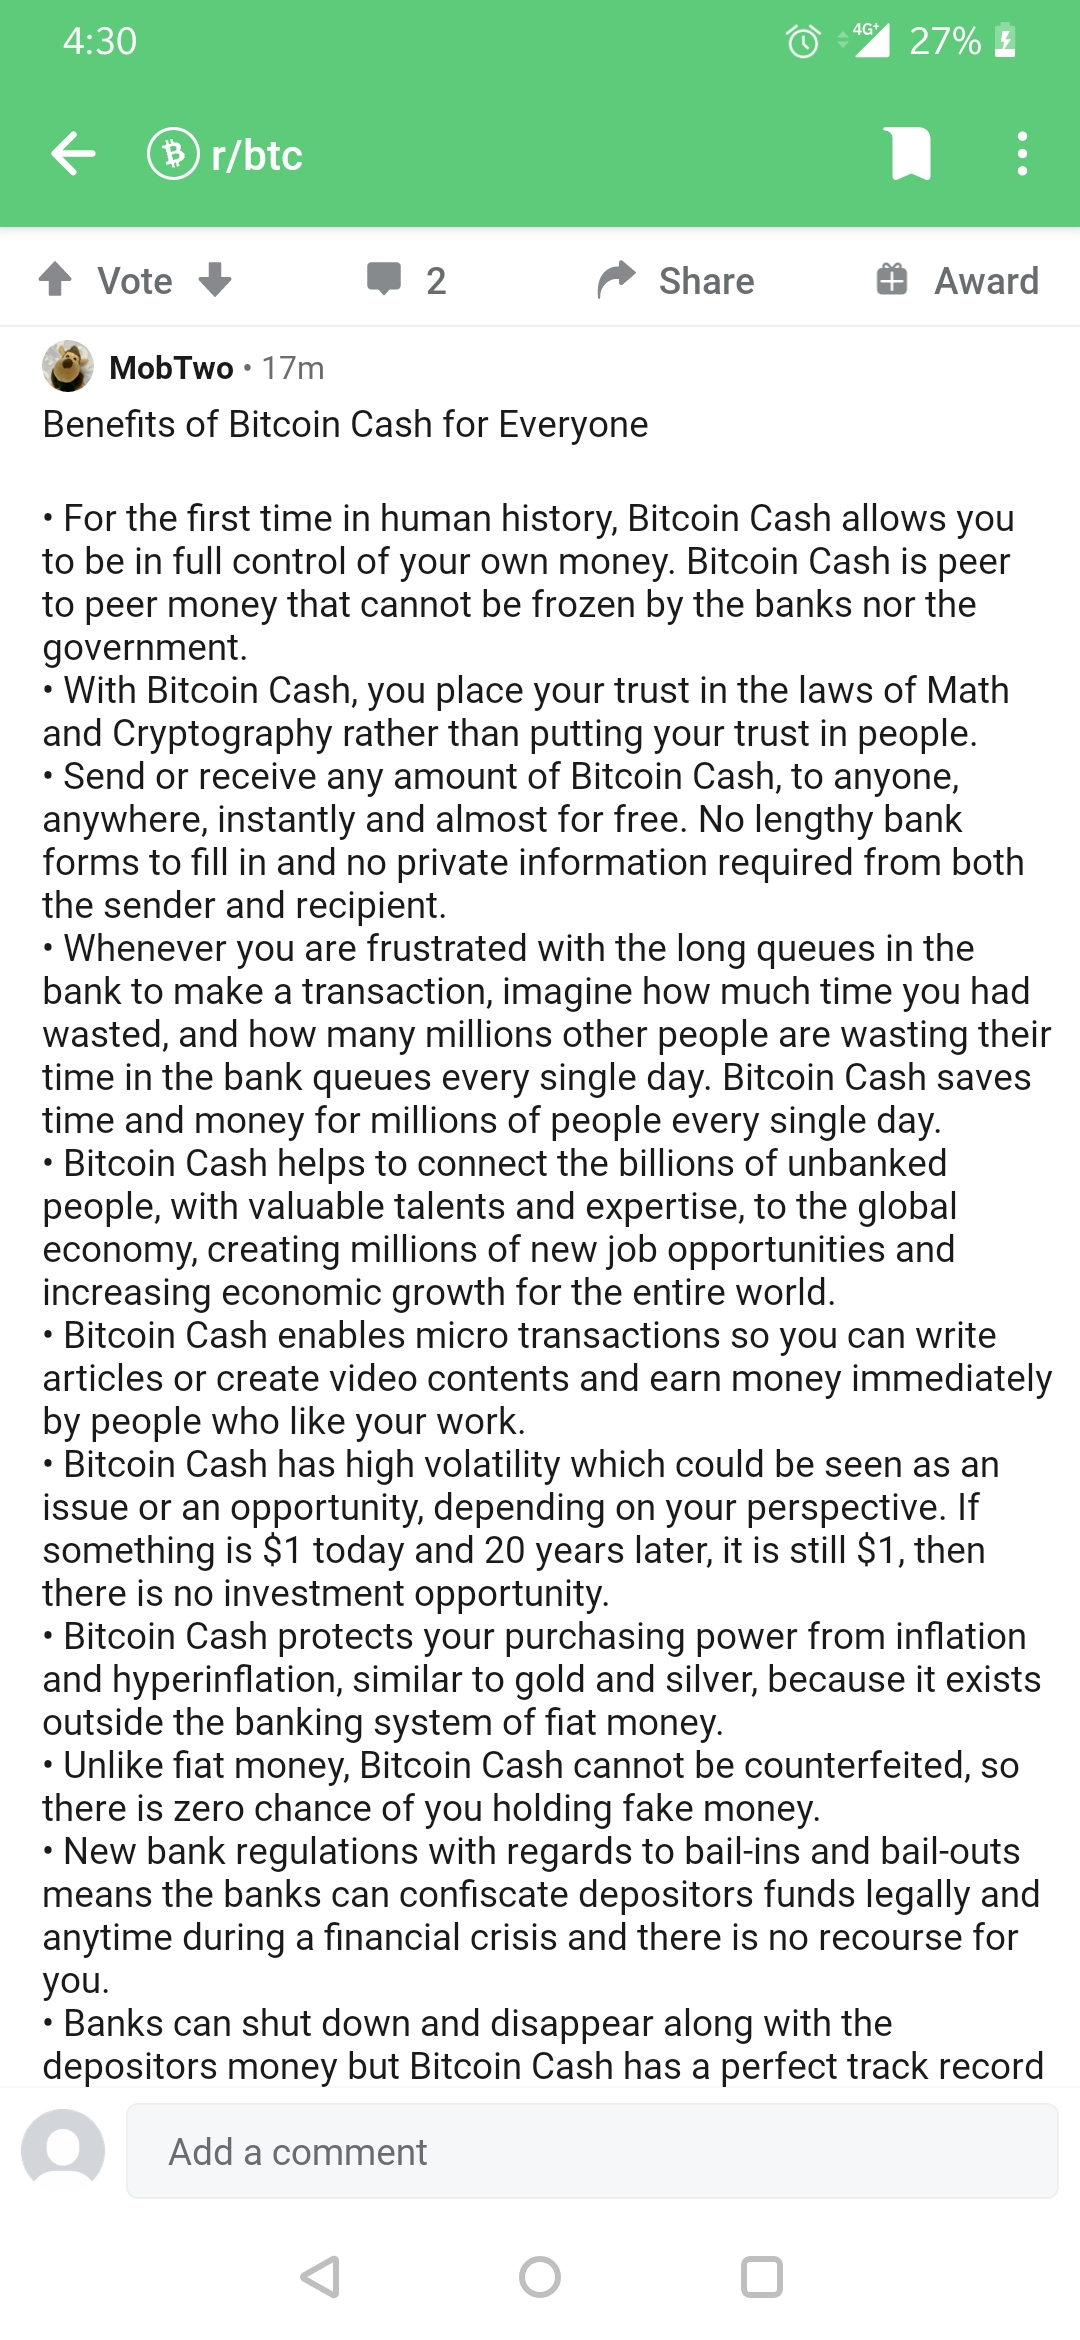 4:30
4G+ 27%
r/btc
Vote 2 Share Award
MobTwo • 17m
Benefits of Bitcoin Cash for Everyone
• For the first time in human history, Bitcoin Cash allows you
to be in full control of your own money. Bitcoin Cash is peer
to peer money that cannot be frozen by the banks nor the
government.
• With Bitcoin Cash, you place your trust in the laws of Math
and Cryptography rather than putting your trust in people.
• Send or receive any amount of Bitcoin Cash, to anyone,
anywhere, instantly and almost for free. No lengthy bank
forms to fill in and no private information required from both
the sender and recipient.
• Whenever you are frustrated with the long queues in the
bank to make a transaction, imagine how much time you had
wasted, and how many millions other people are wasting their
time in the bank queues every single day. Bitcoin Cash saves
time and money for millions of people every single day.
• Bitcoin Cash helps to connect the billions of unbanked
people, with valuable talents and expertise, to the global
economy, creating millions of new job opportunities and
increasing economic growth for the entire world.
• Bitcoin Cash enables micro transactions so you can write
articles or create video contents and earn money immediately
by people who like your work.
• Bitcoin Cash has high volatility which could be seen as an
issue or an opportunity, depending on your perspective. If
something is $1 today and 20 years later, it is still $1, then
there is no investment opportunity.
• Bitcoin Cash protects your purchasing power from inflation
and hyperinflation, similar to gold and silver, because it exists
outside the banking system of fiat money.
• Unlike fiat money, Bitcoin Cash cannot be counterfeited, so
there is zero chance of you holding fake money.
• New bank regulations with regards to bail-ins and bail-outs
means the banks can confiscate depositors funds legally and
anytime during a financial crisis and there is no recourse for
you.
• Banks can shut down and disappear along with the
depositors money but Bitcoin Cash has a perfect track record
Add a comment